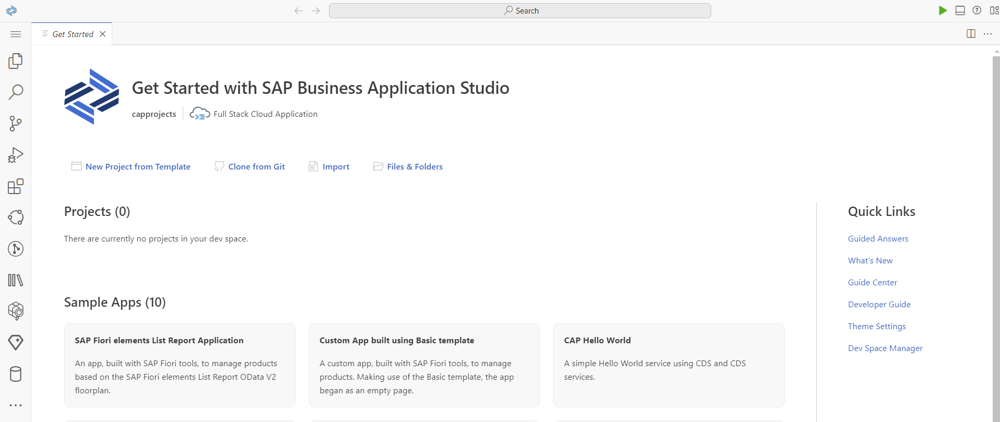 Search
Get Started
Get Started with SAP Business Application Studio
capprojects
Full Stack Cloud Application
New Project from Template
Clone from Git
Import
Files & Folders
Projects (0)
There are currently no projects in your dev space.
Sample Apps (10)
SAP Fiori elements List Report Application
An app, built with SAP Fiori tools, to manage products
based on the SAP Fiori elements List Report OData V2
floorplan.
Custom App built using Basic template
A custom app, built with SAP Fiori tools, to manage
products. Making use of the Basic template, the app
began as an empty page.
CAP Hello World
A simple Hello World service using CDS and CDS
services.
Quick Links
Guided Answers
What's New
Guide Center
Developer Guide
Theme Settings
Dev Space Manager